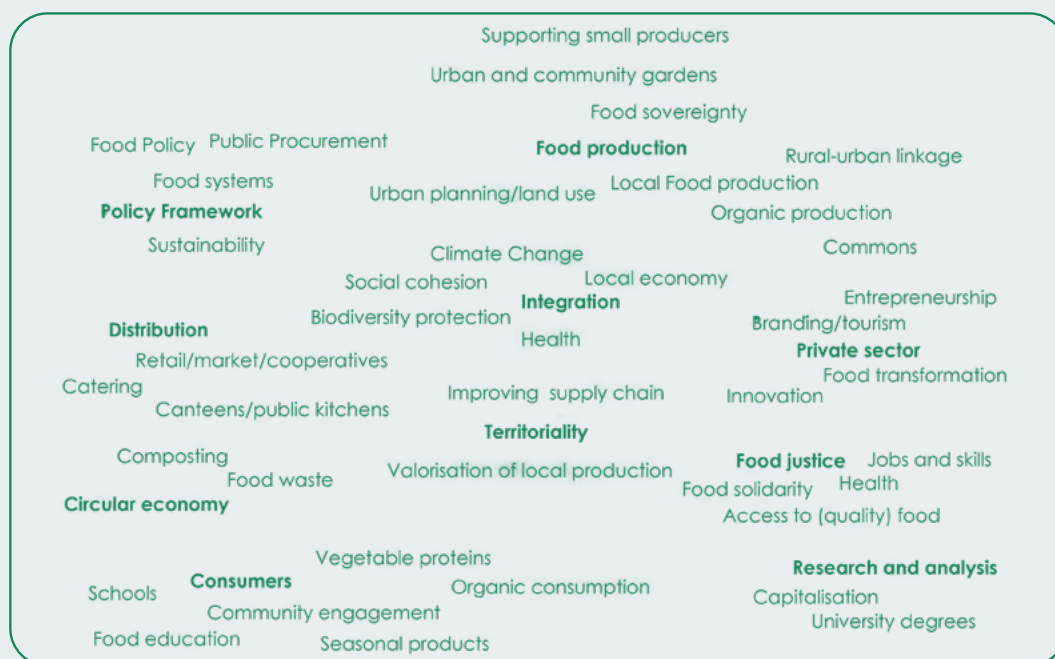 Supporting small producers
Urban and community gardens
Food sovereignty
Food Policy
Public Procurement
Food production
Rural-urban linkage
Food systems
Urban planning/land use
Local Food production
Policy Framework
Organic production
Sustainability
Climate Change
Commons
Social cohesion
Local economy
Integration
Entrepreneurship
Biodiversity protection
Branding/tourism
Distribution
Health
Private sector
Retail/market/cooperatives
Food transformation
Catering
Improving supply chain
Innovation
Canteens/public kitchens
Territoriality
Composting
Food justice
Jobs and skills
Valorisation of local production
Food waste
Food solidarity
Health
Circular economy
Access to (quality) food
Vegetable proteins
Research and analysis
Consumers
Organic consumption
Schools
Capitalisation
Community engagement
University degrees
Food education
Seasonal products